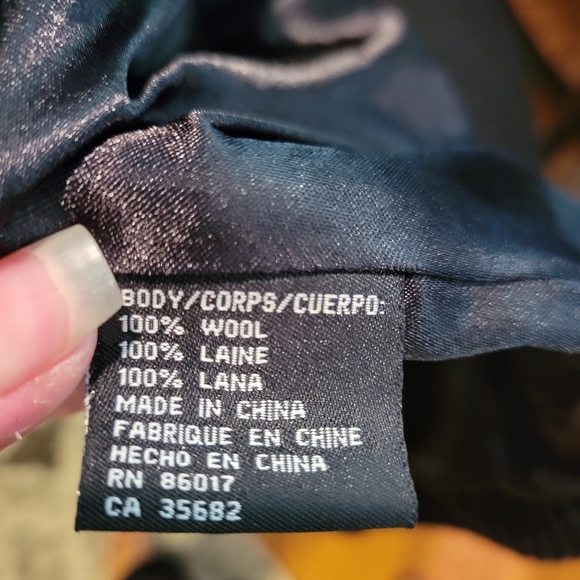 BODY/CORPS/CUERPO:
100% WOOL
100% LAINE
100% LANA
MADE IN CHINA
FABRIQUE EN CHINE
HECHO EN CHINA
RN 86017
CA 35682